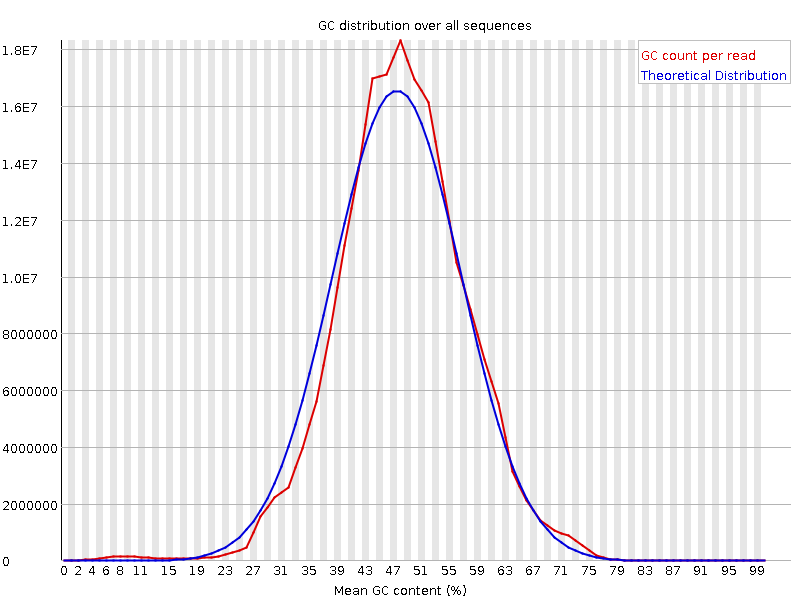 GC distribution over all sequences
GC count per read
Theoretical Distribution
1.8E7
1.6E7
1.4E7
1.2E7
1.0E7
8000000
6000000
4000000
2000000
0
0 2 4 6 8 11 15 19 23 27 31 35 39 43 47 51 55 59 63 67 71 75 79 83 87 91 95 99
Mean GC content (%)